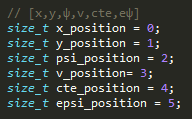 // [x,y,ψ,v,cte,eψ]
size_t x_position = 0;
size_t y_position = 1;
size_t psi_position = 2;
size_t v_position= 3;
size_t cte_position = 4;
size_t epsi_position = 5;